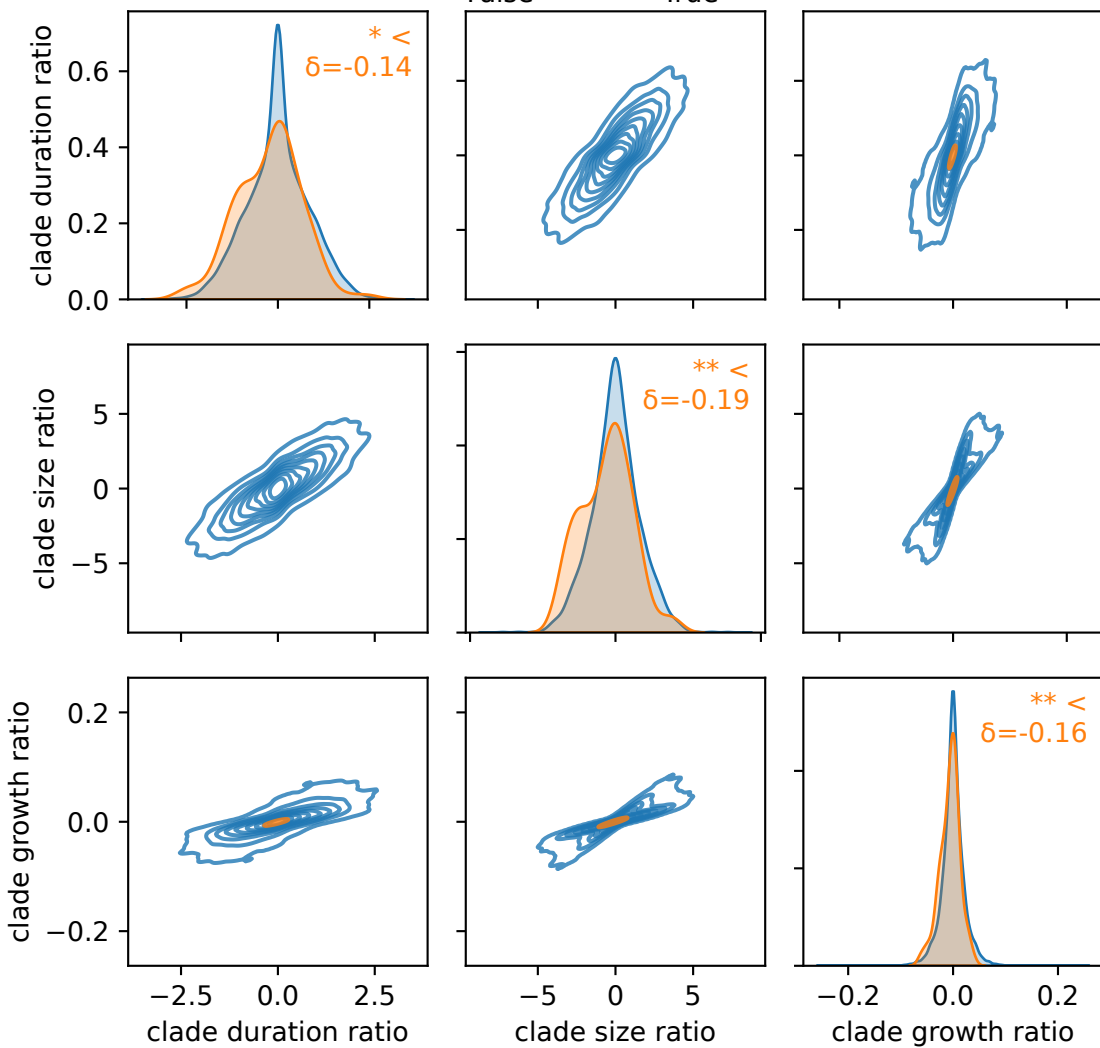 clade duration ratio
0.6
0.4
0.2
0.0
* <
δ=-0.14
clade size ratio
5
0
−5
** <
δ=-0.19
clade growth ratio
0.2
0.0
−0.2
** <
δ=-0.16
−2.5 0.0 2.5
−5 0 5
−0.2 0.0 0.2
clade duration ratio
clade size ratio
clade growth ratio